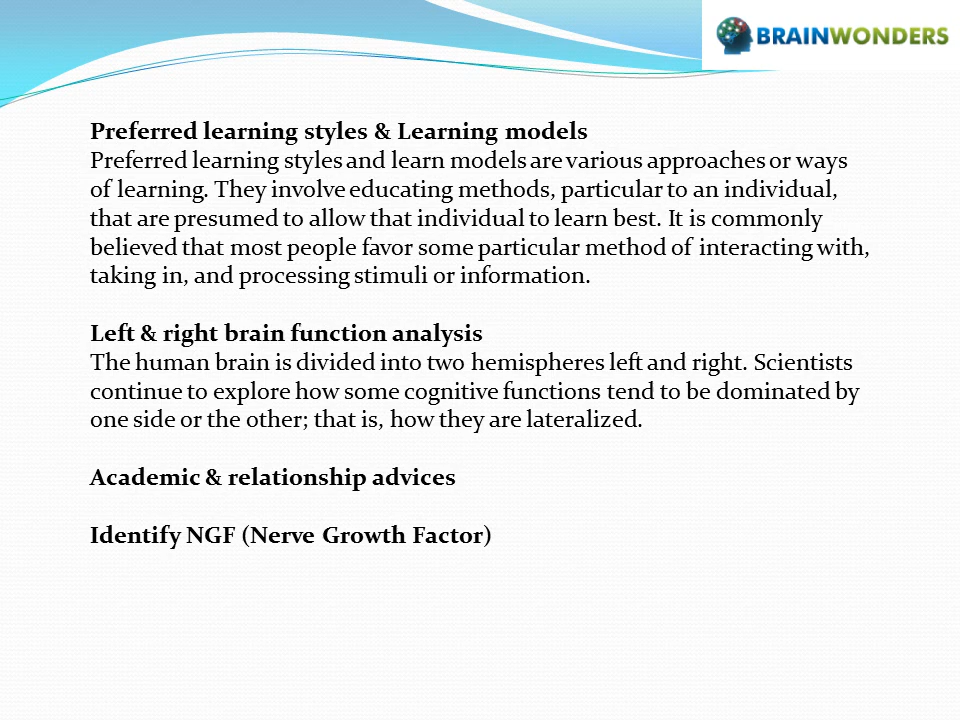 BRAINWONDERS
Preferred learning styles & Learning models
Preferred learning styles and learn models are various approaches or ways
of learning. They involve educating methods, particular to an individual,
that are presumed to allow that individual to learn best. It is commonly
believed that most people favor some particular method of interacting with,
taking in, and processing stimuli or information.
Left & right brain function analysis
The human brain is divided into two hemispheres left and right. Scientists
continue to explore how some cognitive functions tend to be dominated by
one side or the other; that is, how they are lateralized.
Academic & relationship advices
Identify NGF (Nerve Growth Factor)